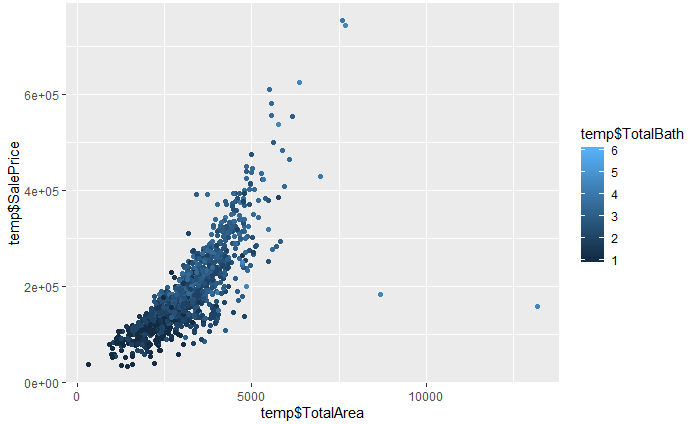 temp$SalePrice
6e+05
4e+05
2e+05
0e+00
0
5000
10000
temp$TotalArea
temp$TotalBath
6
5
4
3
2
1